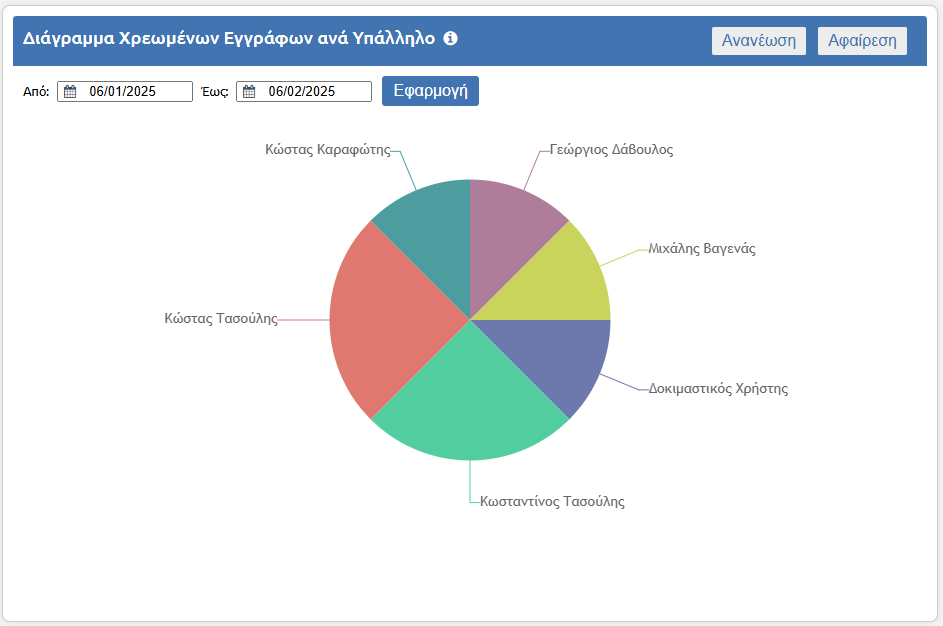 Διάγραμμα Χρεωμένων Εγγράφων ανά Υπάλληλο
Ανανέωση
Αφαίρεση
Από: 06/01/2025 Έως: 06/02/2025 Εφαρμογή
Κώστας Καραφώτης
Γεώργιος Δάβουλος
Μιχάλης Βαγενάς
Κώστας Τασούλης
Δοκιμαστικός Χρήστης
Κωσταντίνος Τασούλης